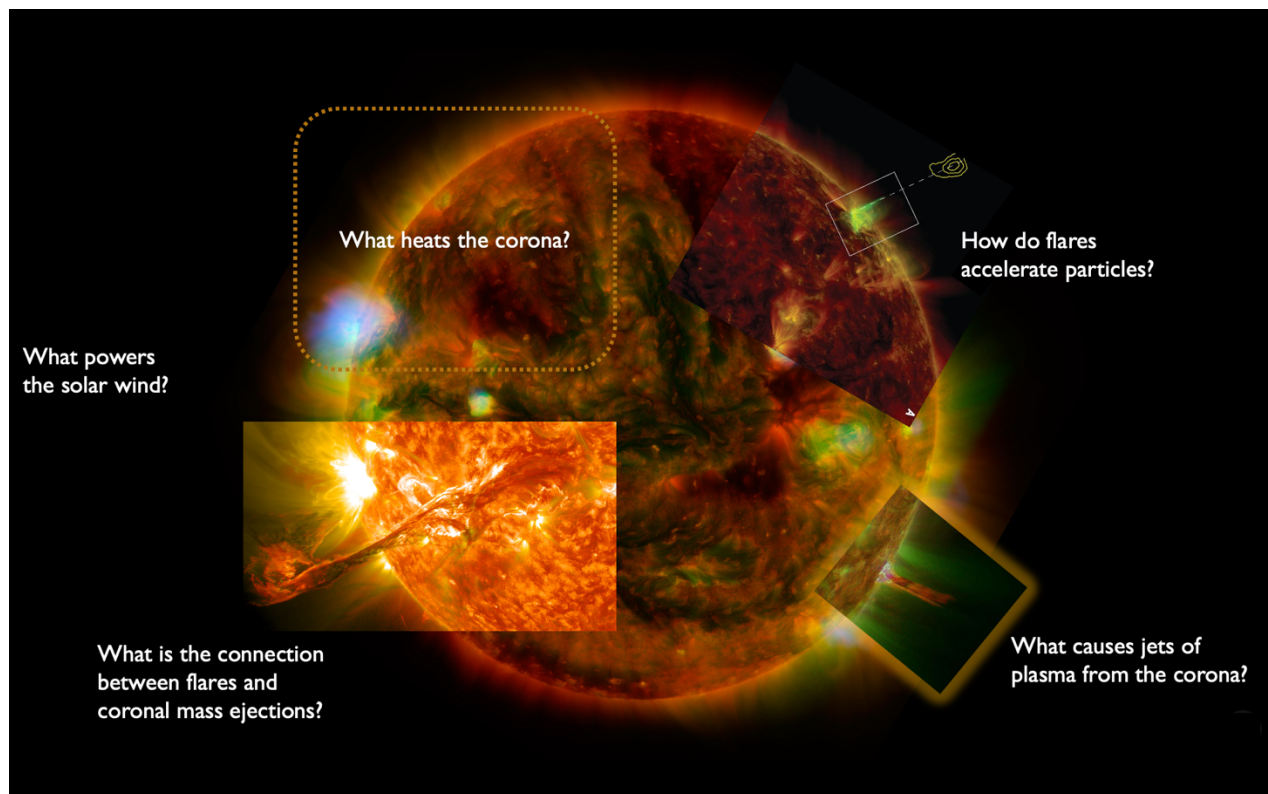 What heats the corona?
How do flares
accelerate particles?
What powers
the solar wind?
A
What is the connection
between flares and
coronal mass ejections?
What causes jets of
plasma from the corona?